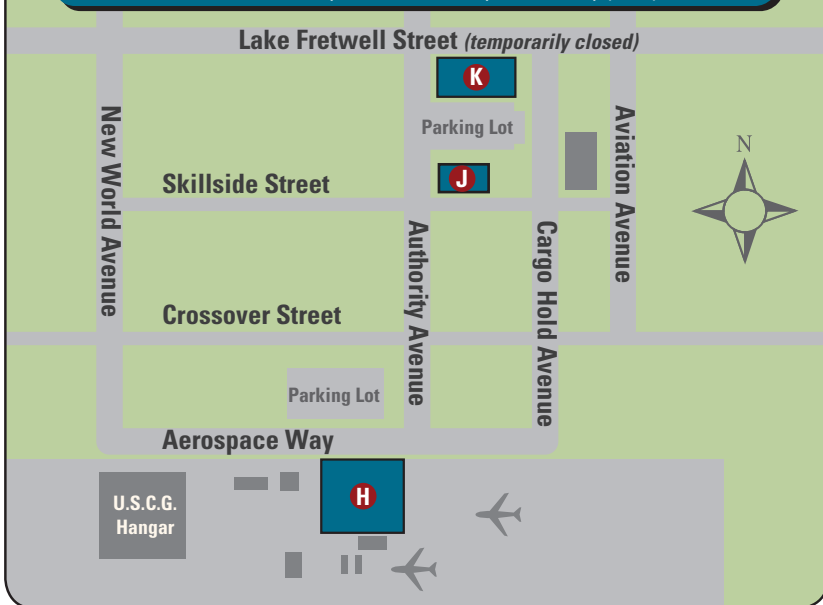 Lake Fretwell Street (temporarily closed)
K
Parking Lot
New World Avenue
Aviation Avenue
N
Skillside Street
J
Authority Avenue
Cargo Hold Avenue
Crossover Street
Parking Lot
Aerospace Way
H
U.S.C.G.
Hangar